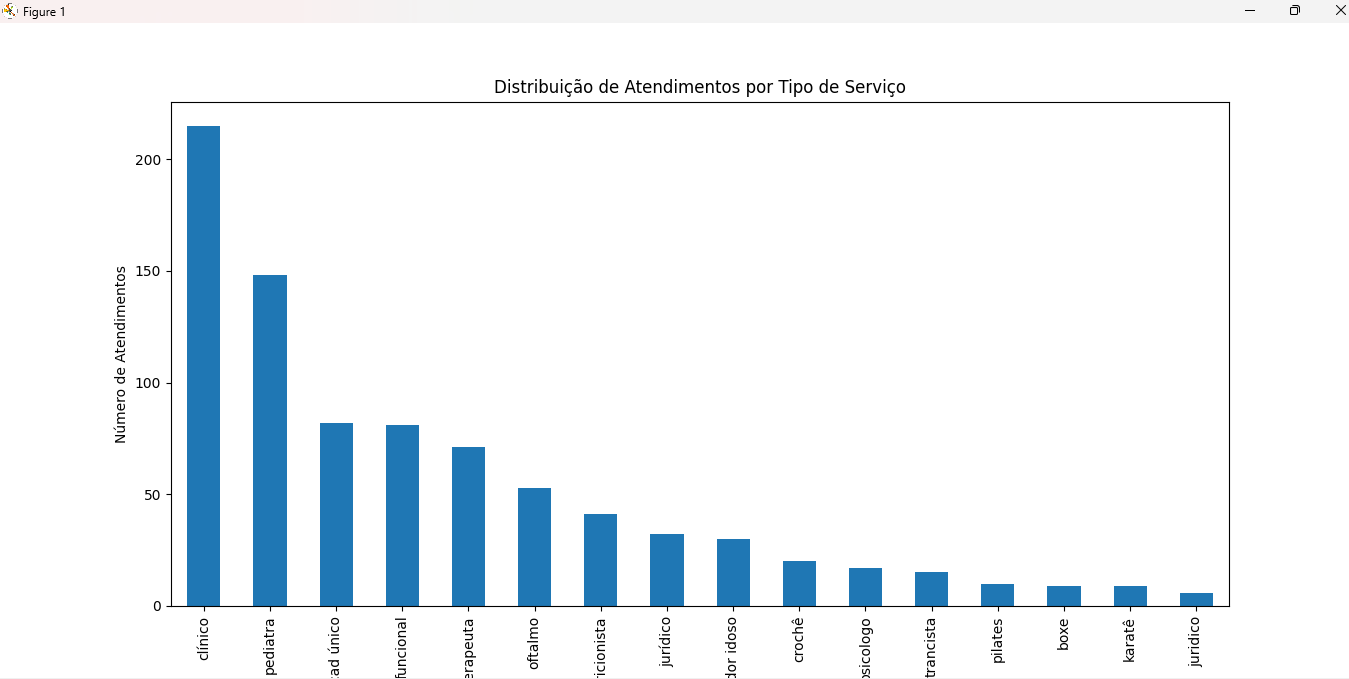 Figure 1
Distribuição de Atendimentos por Tipo de Serviço
Número de Atendimentos
200
150
100
50
0
clínico
pediatra
ad único
funcional
erapeuta
oftalmo
ricionista
jurídico
dor idoso
crochê
psicologo
trancista
pilates
boxe
karatê
juridico